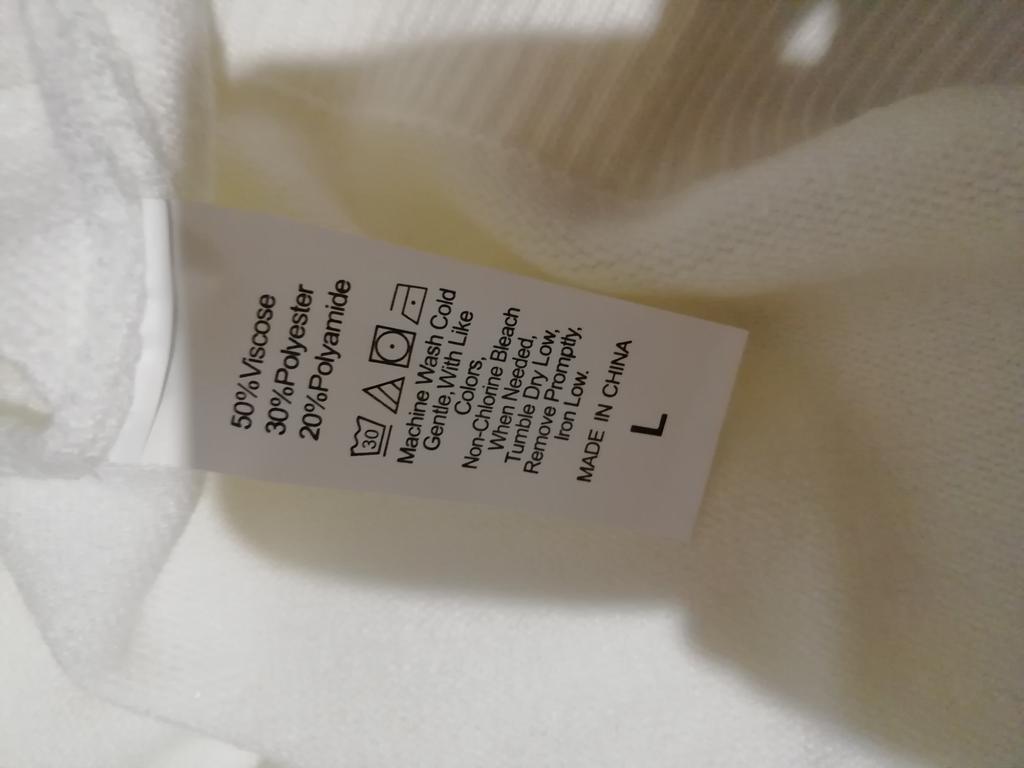 50%Viscose
30%Polyester
20%Polyamide
30
Machine Wash Cold
Gentle, With Like
Colors,
Non-Chlorine Bleach
When Needed,
Tumble Dry Low,
Remove Promptly,
Iron Low.
MADE IN CHINA
L